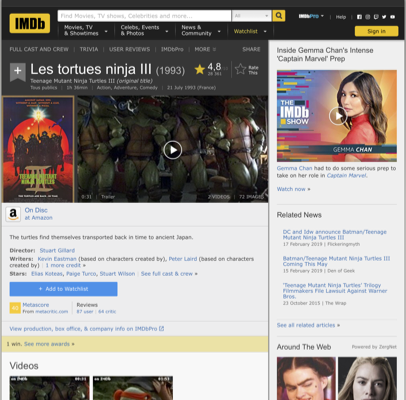 IMDb
Find Movies, TV shows, Celebrities and more...
All
IMDbPro
Help
Movies, TV & Showtimes
Celebs, Events & Photos
News & Community
Watchlist
Sign in
FULL CAST AND CREW | TRIVIA | USER REVIEWS | IMDbPro | MORE
SHARE
Les tortues ninja III (1993)
Teenage Mutant Ninja Turtles III (original title)
Tous publics | 1h 36min | Action, Adventure, Comedy | 21 July 1993 (France)
4,8
Rate This
0:31 | Trailer
2 VIDEOS | 72 IMAGES
On Disc
at Amazon
The turtles find themselves transported back in time to ancient Japan.
Director: Stuart Gillard
Writers: Kevin Eastman (based on characters created by), Peter Laird (based on characters
created by) | 1 more credit »
Stars: Elias Koteas, Paige Turco, Stuart Wilson | See full cast & crew »
+ Add to Watchlist
Metascore
From metacritic.com
Reviews
87 user | 64 critic
View production, box office, & company info on IMDbPro
1 win. See more awards »
Videos
Inside Gemma Chan's Intense
'Captain Marvel' Prep
THE
IMDb
SHOW
GEMMA CHAN
Gemma Chan had to do some serious prep
to take on her role in Captain Marvel.
Watch now »
Related News
DC and Idw announce Batman/Teenage
Mutant Ninja Turtles III
17 February 2019 | Flickeringmyth
Batman/Teenage Mutant Ninja Turtles III
Coming This May
15 February 2019 | Den of Geek
'Teenage Mutant Ninja Turtles' Trilogy
Filmmakers File Lawsuit Against Warner
Bros.
23 October 2015 | The Wrap
See all related articles »
Around The Web
Powered by ZergNet